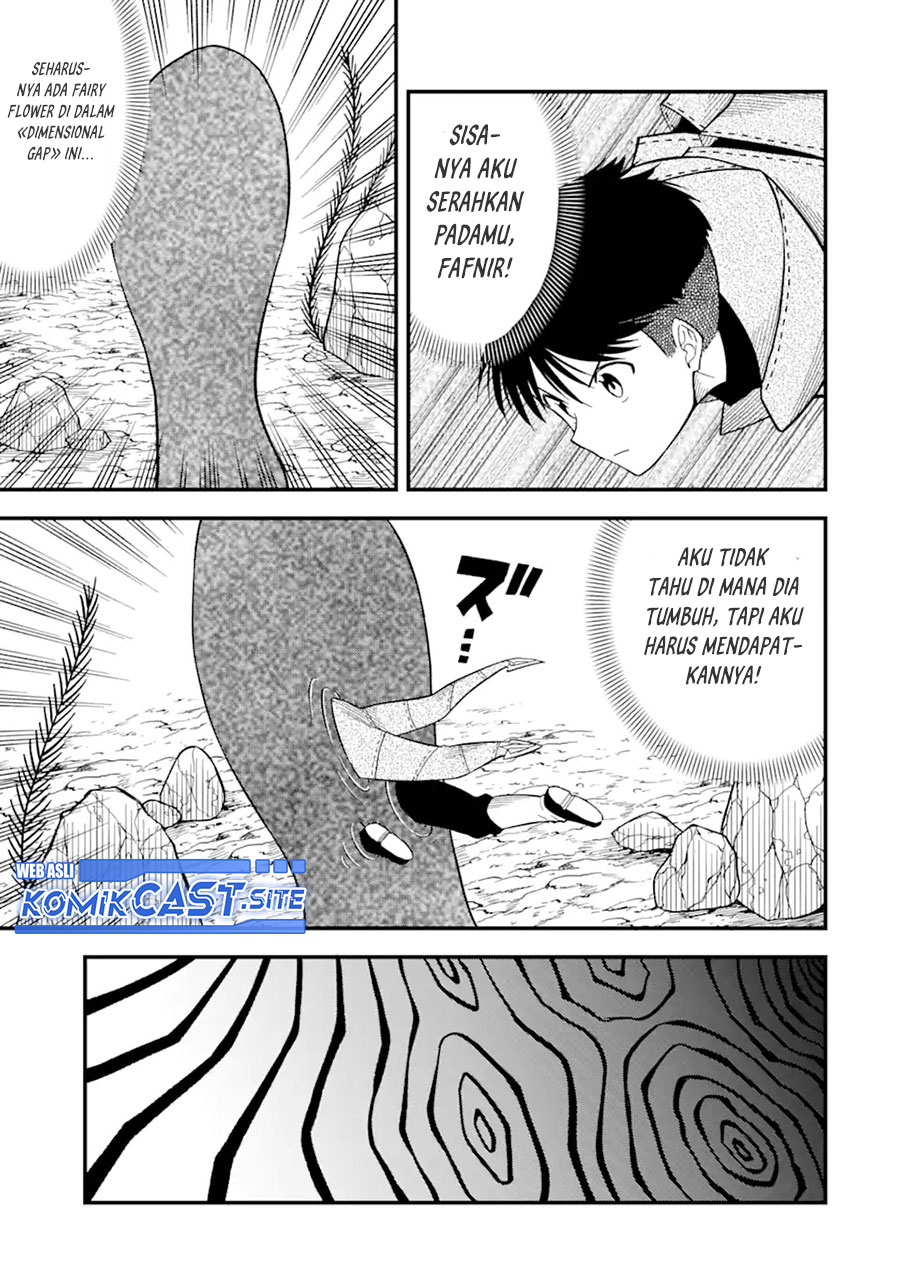 SISA-
NYA AKU
SERAHKAN
PADAMU,
FAFNIR!
SEHARUS-
NYA ADA FAIRY
FLOWER DI DALAM
«DIMENSIONAL
GAP» INI...
AKU TIDAK
TAHU DI MANA DIA
TUMBUH, TAPI AKU
HARUS MENDAPAT-
KANNYA!
ズ...
WEB ASLI
KOMIKCAST.SITE